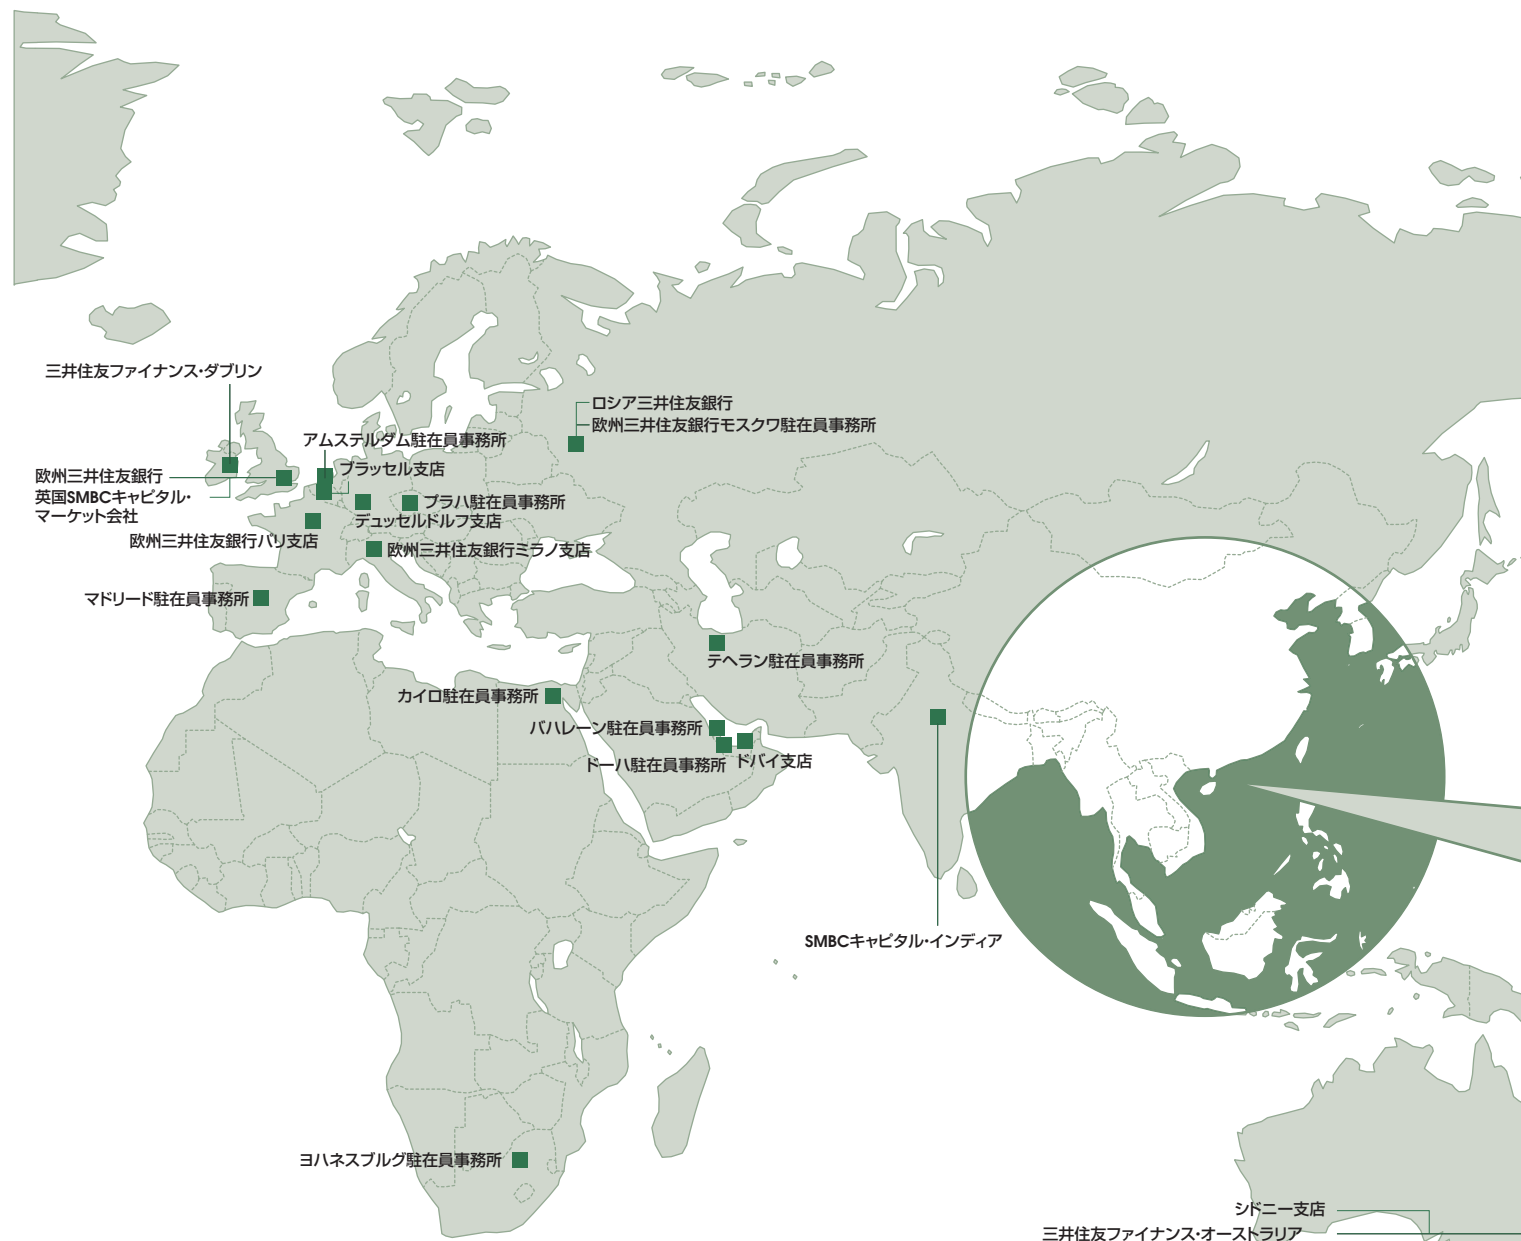 三井住友ファイナンス・ダブリン
ロシア三井住友銀行
欧州三井住友銀行モスクワ駐在員事務所
アムステルダム駐在員事務所
ブラッセル支店
欧州三井住友銀行
英国SMBCキャピタル・
マーケット会社
プラハ駐在員事務所
デュッセルドルフ支店
欧州三井住友銀行パリ支店
欧州三井住友銀行ミラノ支店
マドリード駐在員事務所
テヘラン駐在員事務所
カイロ駐在員事務所
バハレーン駐在員事務所
ドーハ駐在員事務所
ドバイ支店
SMBCキャピタル・インディア
ヨハネスブルグ駐在員事務所
シドニー支店
三井住友ファイナンス・オーストラリア